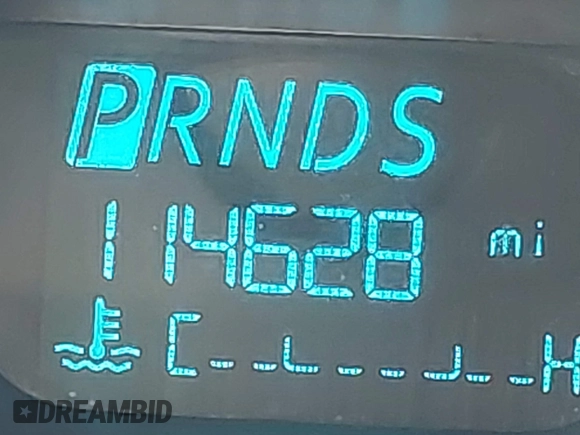 PRNDS
114628 mi
C H
DREAMBID